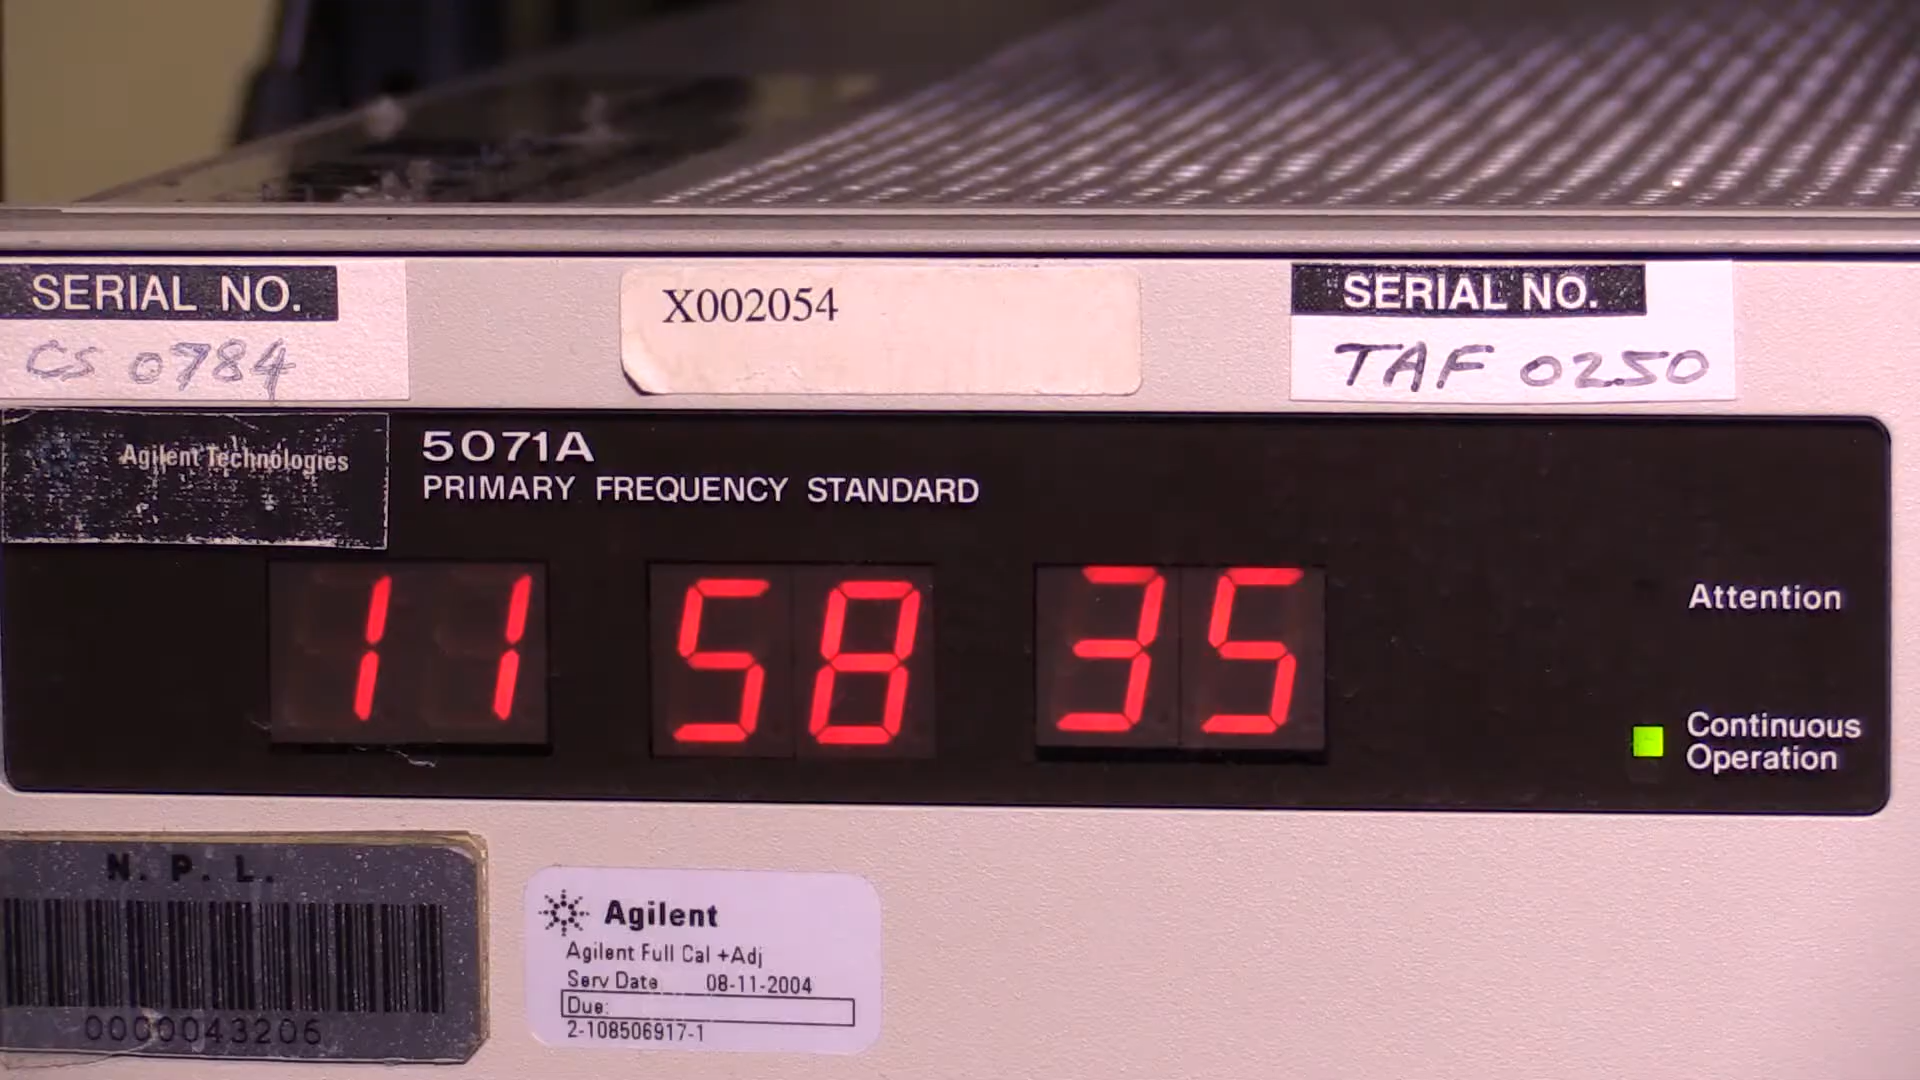 SERIAL NO.
CS 0784
X002054
SERIAL NO.
TAF 0250
Agilent Technologies
5071A
PRIMARY FREQUENCY STANDARD
11 58 35
Attention
Continuous
Operation
N. P. L.
0000043206
Agilent
Agilent Full Cal +Adj
Serv Date 08-11-2004
Due:
2-108506917-1